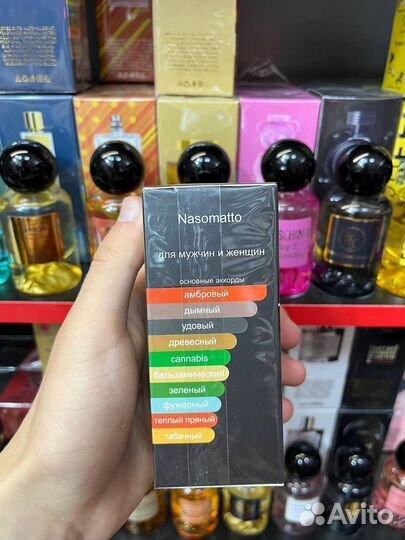 Nasomatto
для мужчин и женщин
основные аккорды
амбровый
дымный
удовый
древесный
cannabis
бальзамический
зеленый
фужерный
теплый пряный
табачный
Avito